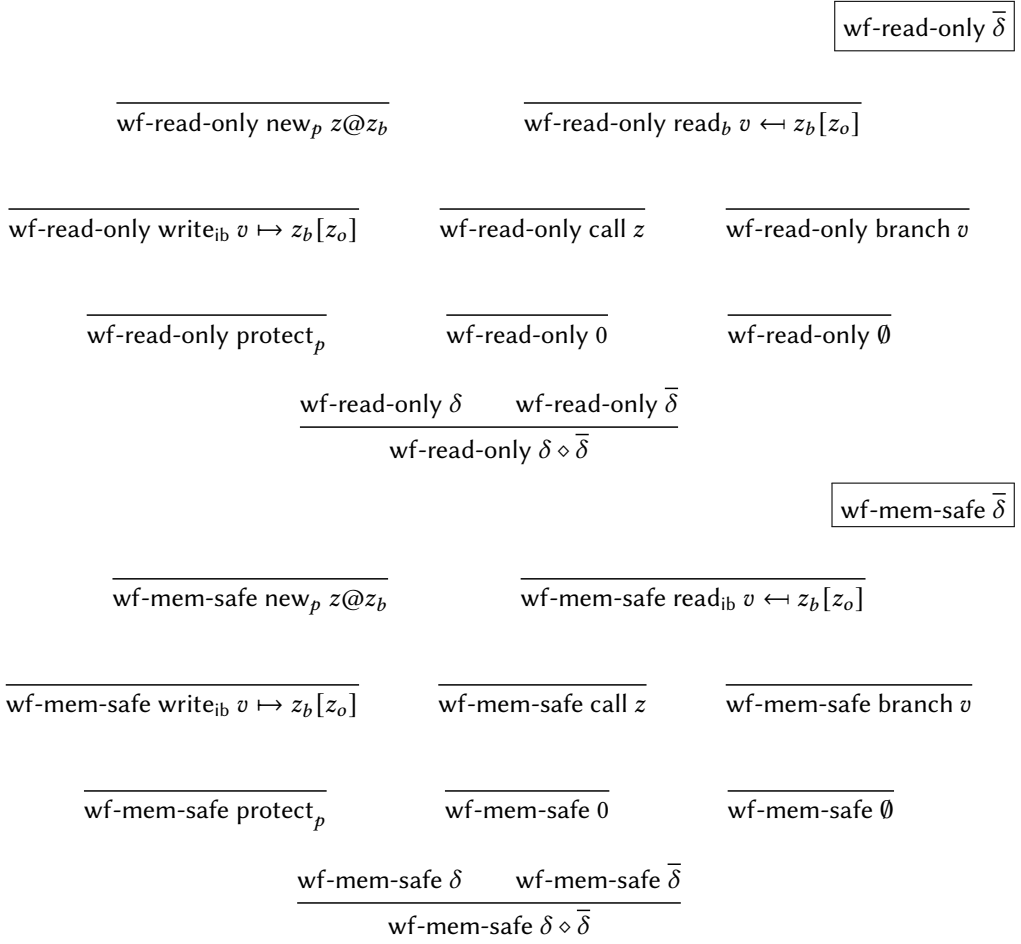 wf-read-only δ̅
wf-read-only newₚ z@z_b
wf-read-only read_b v ↤ z_b[z_o]
wf-read-only write_ib v ↦ z_b[z_o]
wf-read-only call z
wf-read-only branch v
wf-read-only protectₚ
wf-read-only 0
wf-read-only ∅
wf-read-only δ wf-read-only δ̅
wf-read-only δ ⋄ δ̅
wf-mem-safe δ̅
wf-mem-safe newₚ z@z_b
wf-mem-safe read_ib v ↤ z_b[z_o]
wf-mem-safe write_ib v ↦ z_b[z_o]
wf-mem-safe call z
wf-mem-safe branch v
wf-mem-safe protectₚ
wf-mem-safe 0
wf-mem-safe ∅
wf-mem-safe δ wf-mem-safe δ̅
wf-mem-safe δ ⋄ δ̅